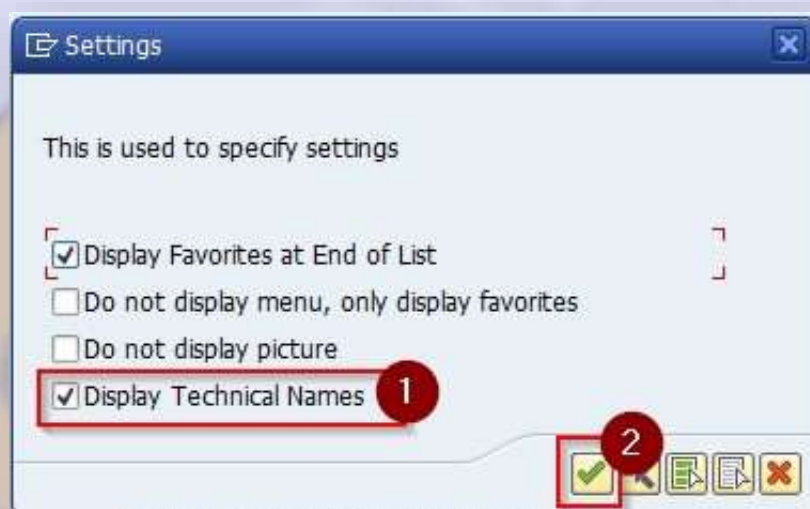 Settings
This is used to specify settings
Display Favorites at End of List
Do not display menu, only display favorites
Do not display picture
Display Technical Names 1
2